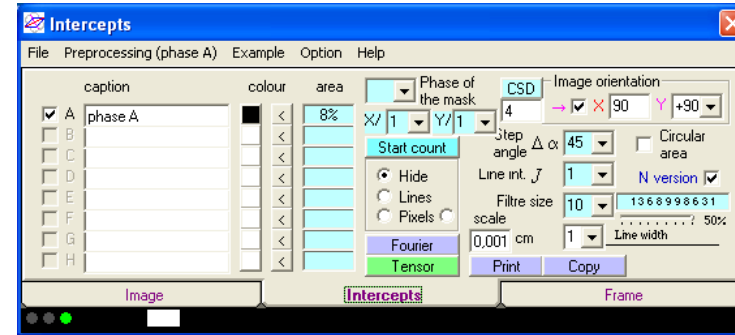 Intercepts
File Preprocessing (phase A) Example Option Help
caption colour area Phase of the mask CSD Image orientation
A phase A < 8% 4 → X 90 Y +90
B < X/ 1 Y/ 1
C < Start count Step angle Δ α 45 Circular area
D < Hide Line int. J 1 N version
E < Lines Filtre size 10 1368998631
F < Pixels scale 50%
G < Fourier 0,001 cm 1 Line width
H < Tensor Print Copy
Image Intercepts Frame